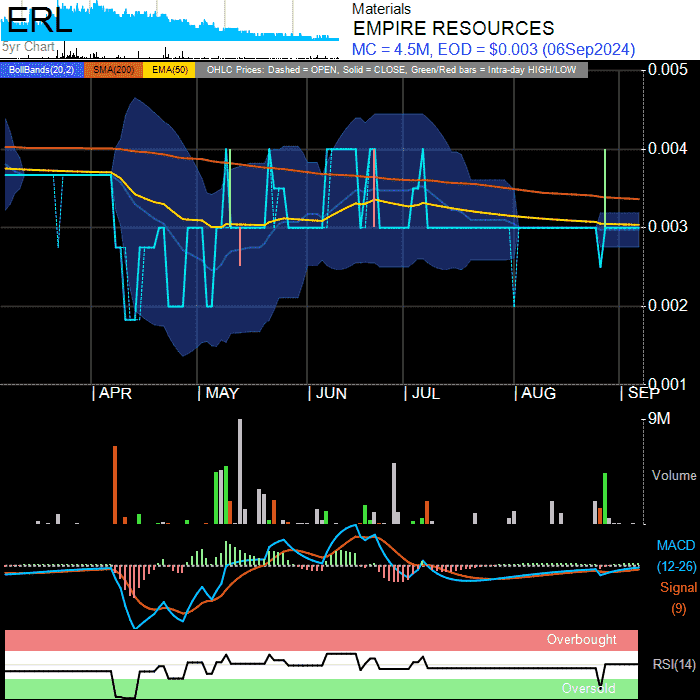 ERL
5yr Chart
Materials
EMPIRE RESOURCES
MC = 4.5M, EOD = $0.003 (06Sep2024)
BollBands(20,2) SMA(200) EMA(50) OHLC Prices: Dashed = OPEN, Solid = CLOSE, Green/Red bars = Intra-day HIGH/LOW
0.005
0.004
0.003
0.002
0.001
| APR | MAY | JUN | JUL | AUG | SEP
9M
Volume
MACD
(12-26)
Signal
(9)
Overbought
RSI(14)
Oversold